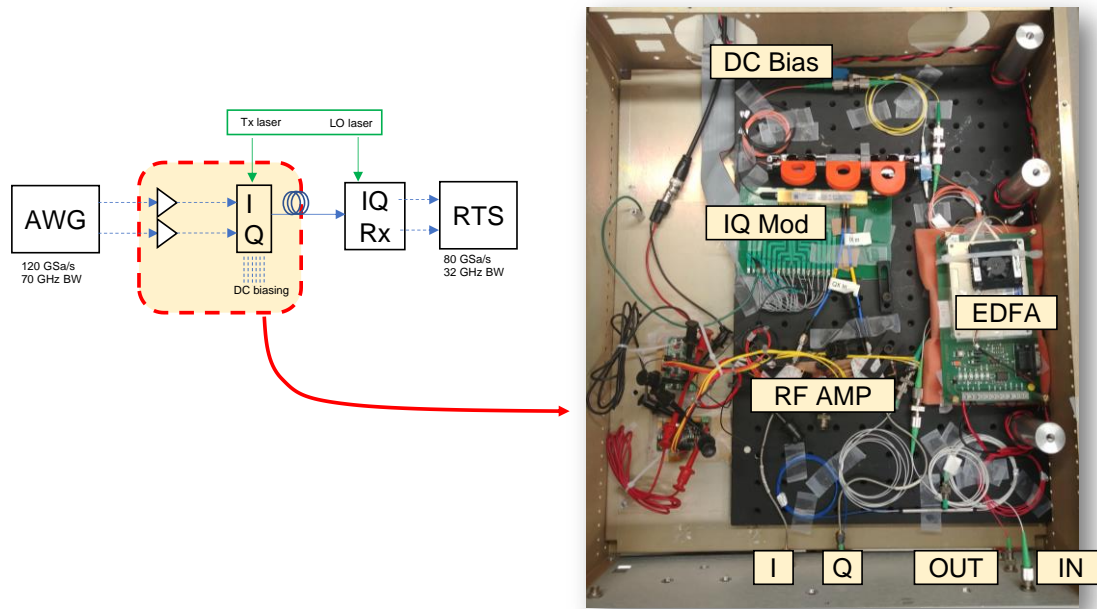 Tx laser
LO laser
AWG
120 GSa/s
70 GHz BW
I
Q
DC biasing
IQ
Rx
RTS
80 GSa/s
32 GHz BW
DC Bias
IQ Mod
EDFA
RF AMP
I
Q
OUT
IN